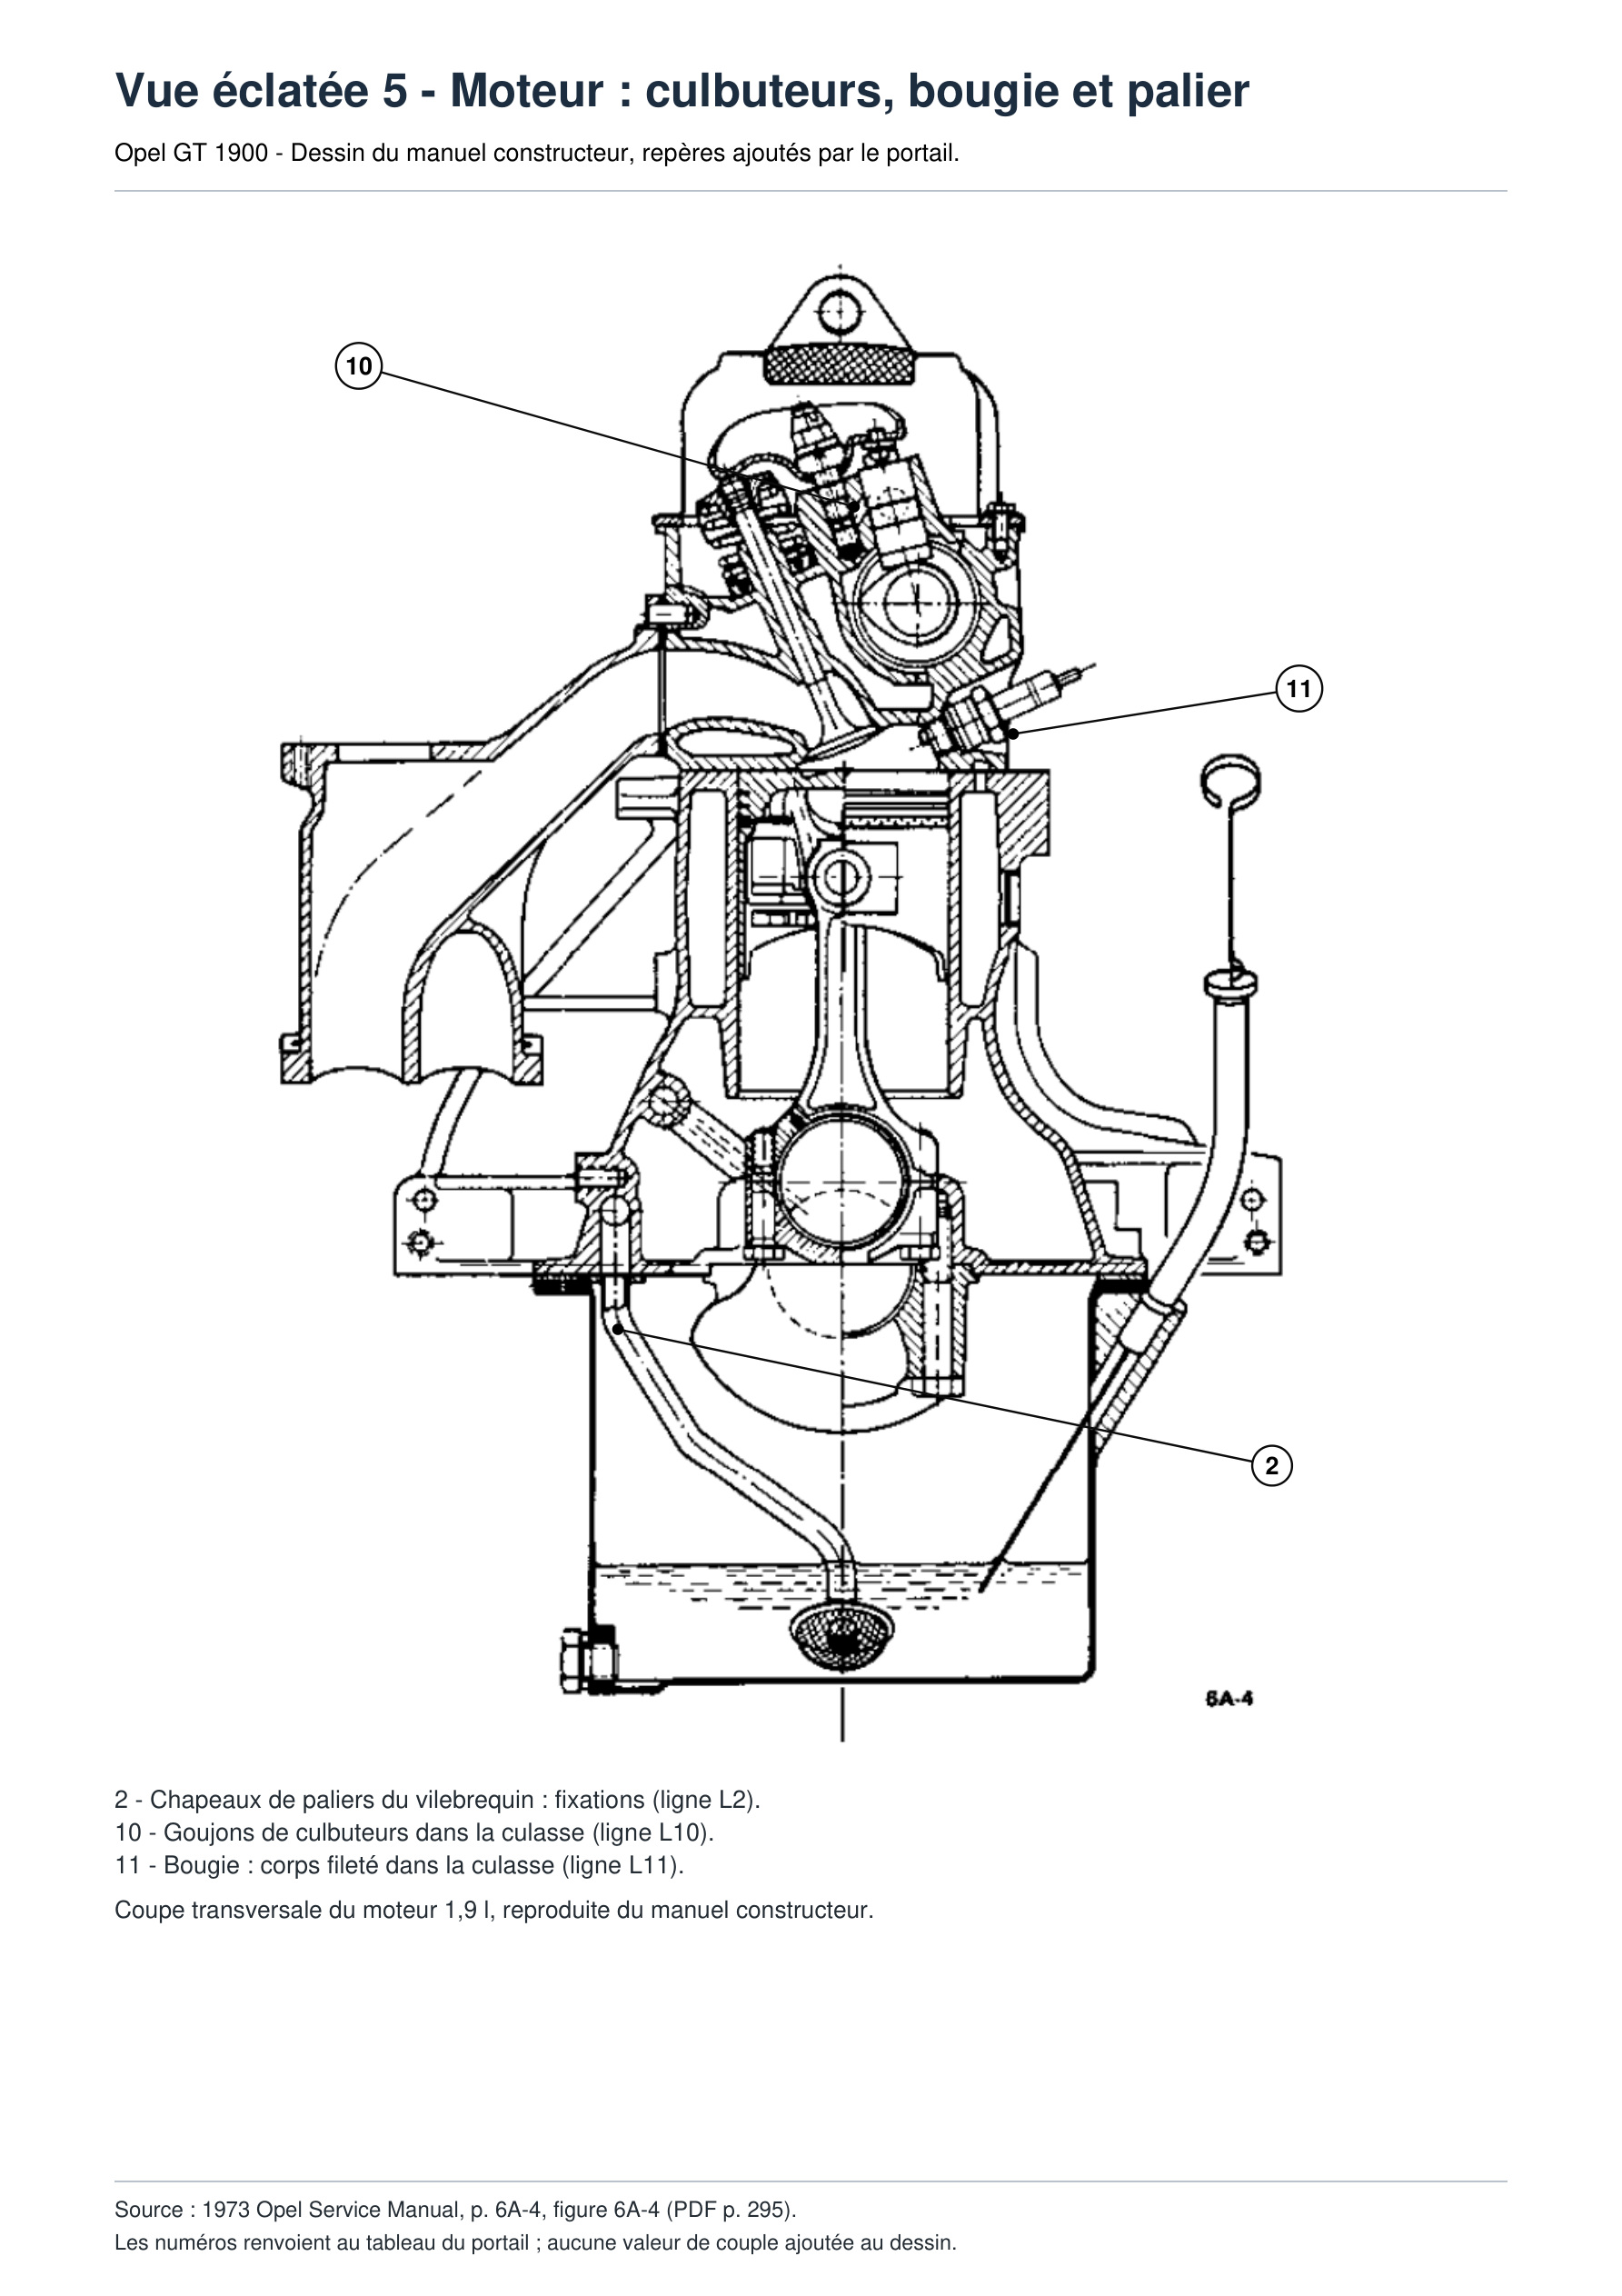 Vue éclatée 5 - Moteur : culbuteurs, bougie et palier
Opel GT 1900 - Dessin du manuel constructeur, repères ajoutés par le portail.
10
11
2
6A-4
2 - Chapeaux de paliers du vilebrequin : fixations (ligne L2).
10 - Goujons de culbuteurs dans la culasse (ligne L10).
11 - Bougie : corps fileté dans la culasse (ligne L11).
Coupe transversale du moteur 1,9 l, reproduite du manuel constructeur.
Source : 1973 Opel Service Manual, p. 6A-4, figure 6A-4 (PDF p. 295).
Les numéros renvoient au tableau du portail ; aucune valeur de couple ajoutée au dessin.